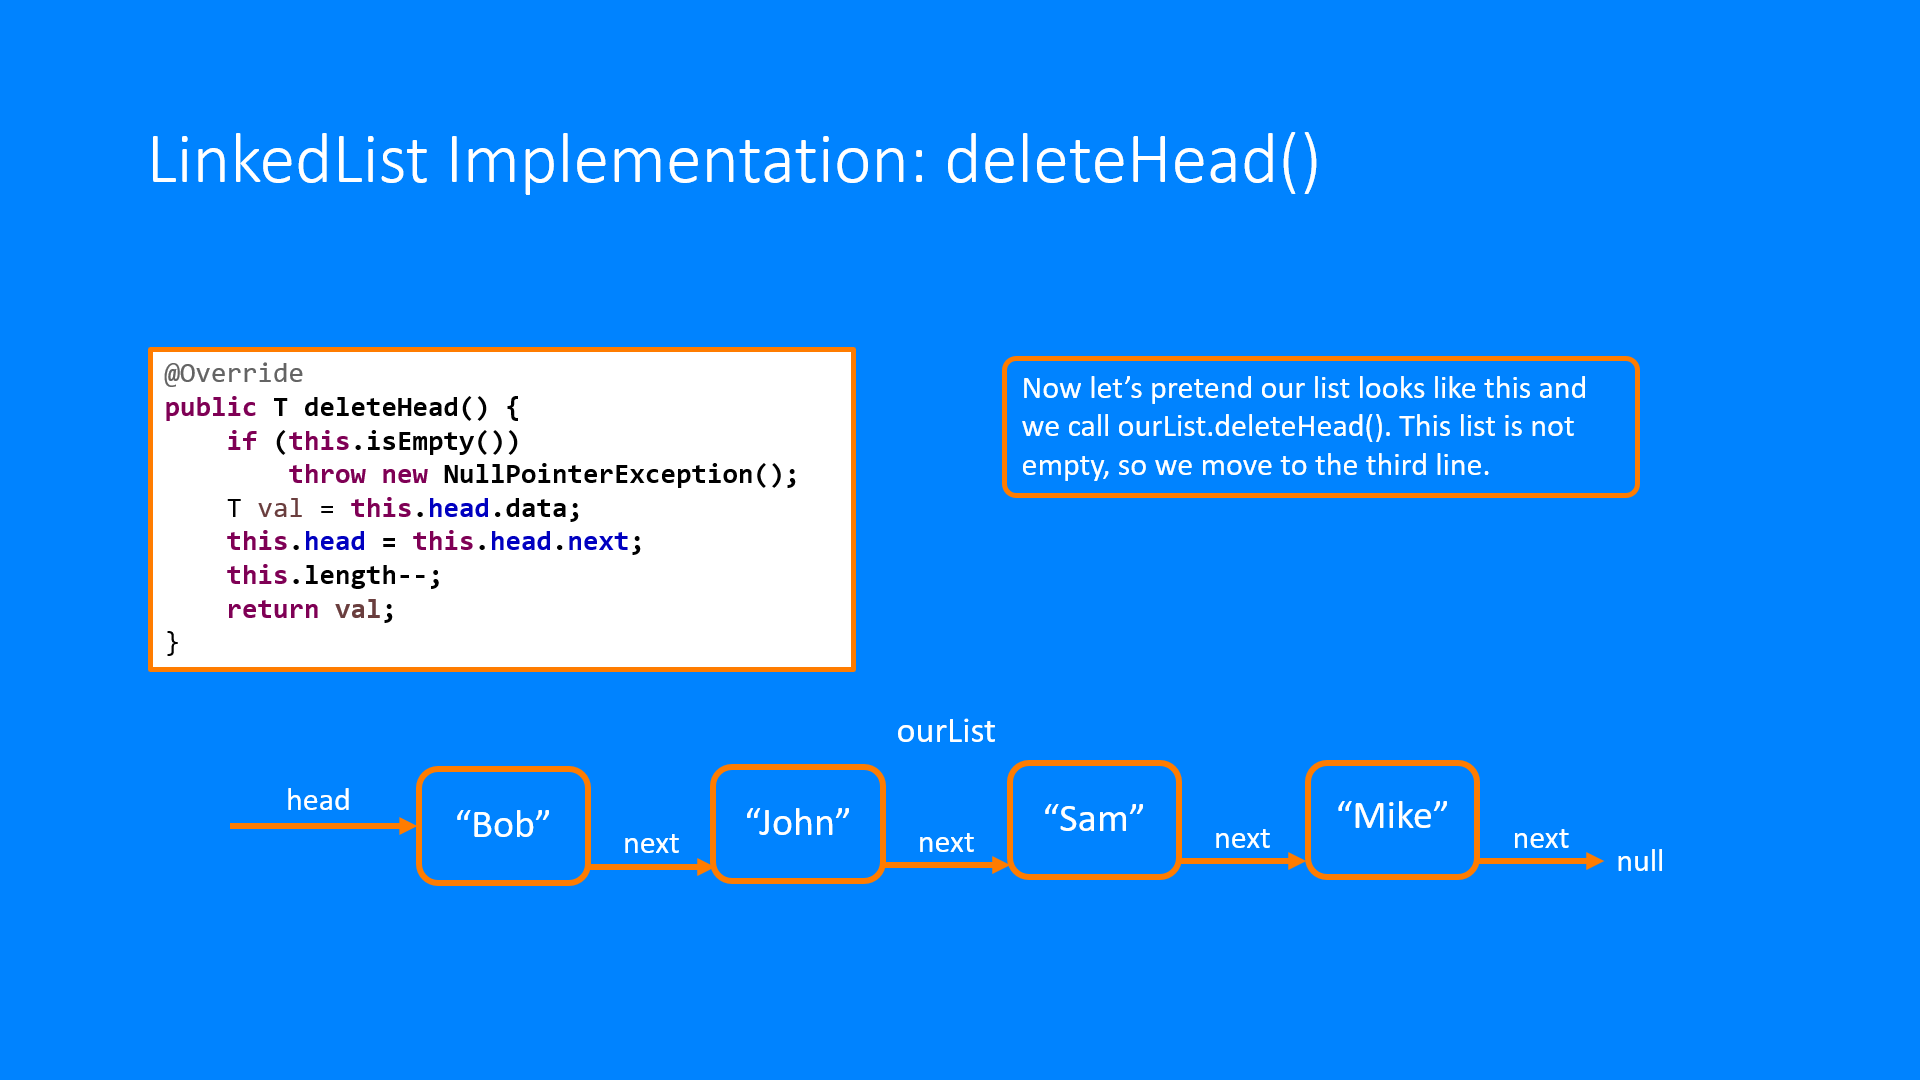 LinkedList Implementation: deleteHead()
@Override
public T deleteHead() {
    if (this.isEmpty())
        throw new NullPointerException();
    T val = this.head.data;
    this.head = this.head.next;
    this.length--;
    return val;
}
Now let’s pretend our list looks like this and
we call ourList.deleteHead(). This list is not
empty, so we move to the third line.
ourList
head
“Bob”
next
“John”
next
“Sam”
next
“Mike”
next
null